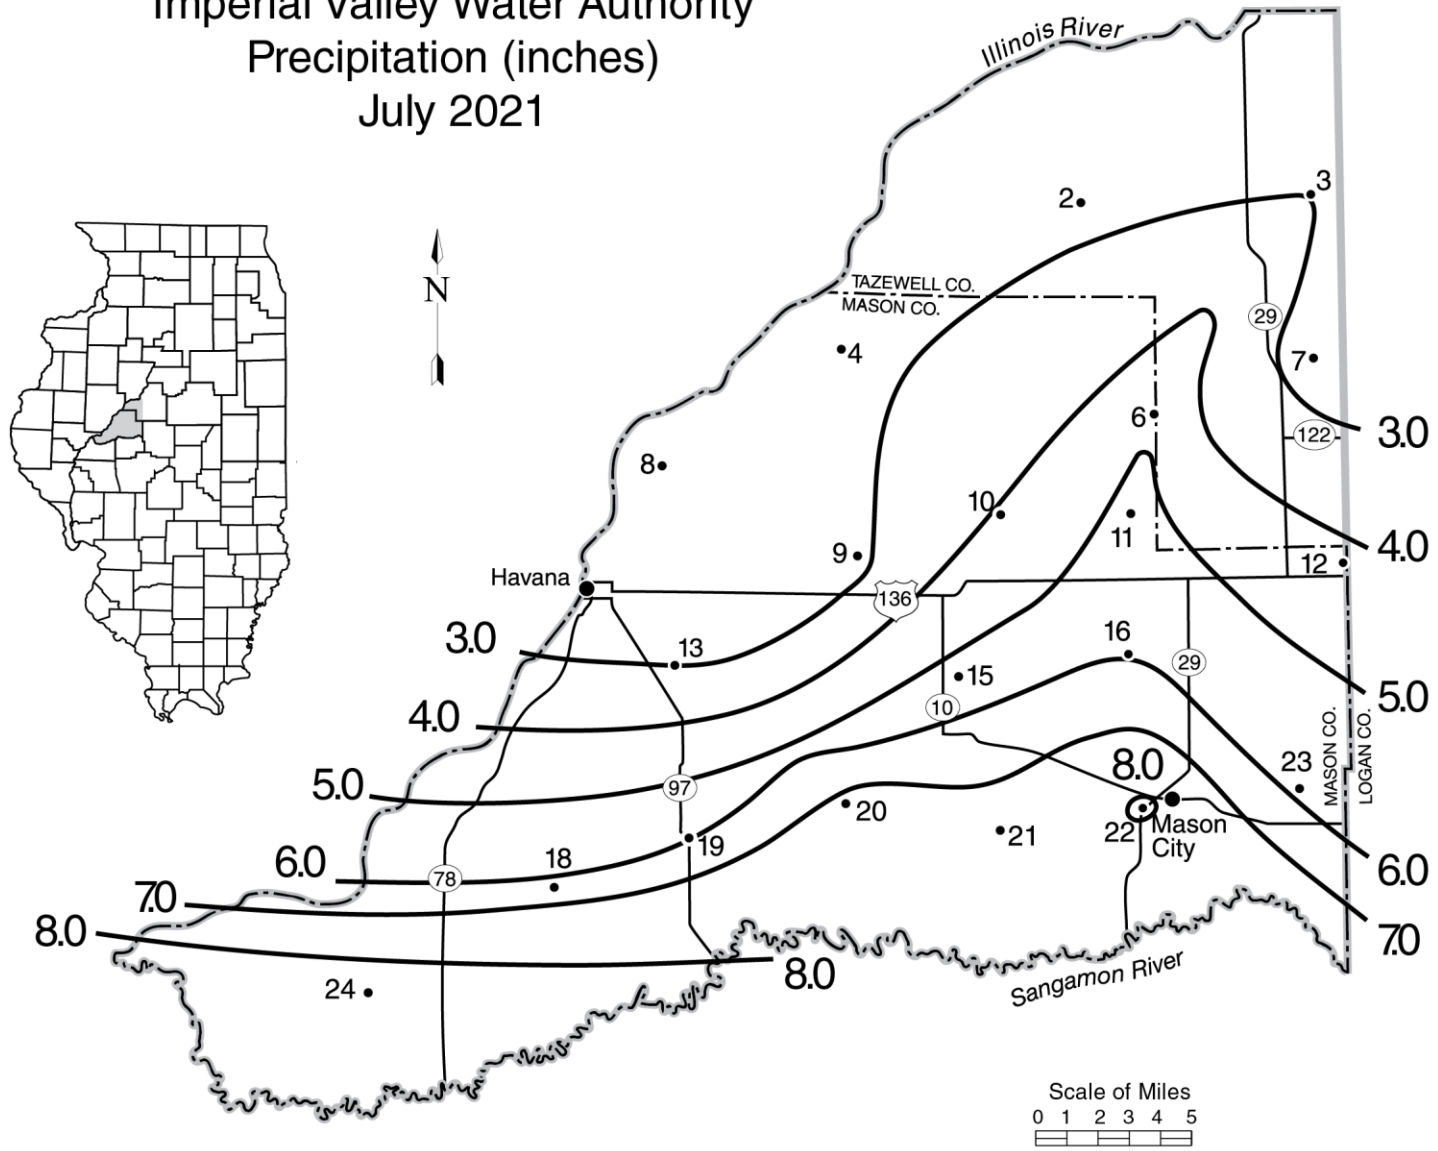 Imperial Valley Water Authority
Precipitation (inches)
July 2021
Illinois River
3
2
N
TAZEWELL CO.
MASON CO.
29
4
7
6
122
3.0
8
10
11
4.0
9
12
Havana
136
3.0
13
16
29
15
5.0
4.0
10
MASON CO.
LOGAN CO.
23
8.0
5.0
97
20
21
22
Mason
City
19
18
6.0
78
6.0
7.0
8.0
7.0
8.0
24
Sangamon River
Scale of Miles
0 1 2 3 4 5